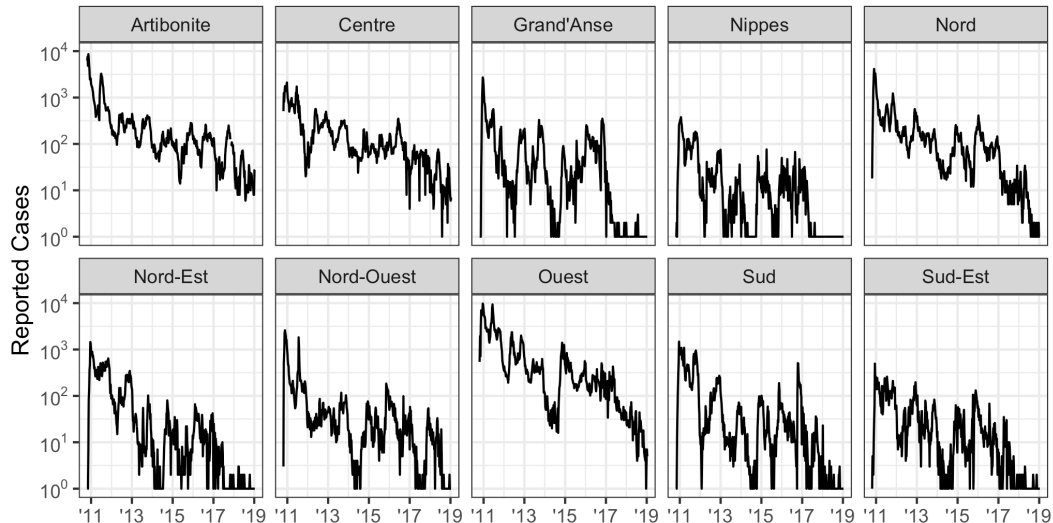 Artibonite Centre Grand'Anse Nippes Nord
10⁴
10³
10²
10¹
10⁰
Nord-Est Nord-Ouest Ouest Sud Sud-Est
10⁴
10³
10²
10¹
10⁰
'11 '13 '15 '17 '19 '11 '13 '15 '17 '19 '11 '13 '15 '17 '19 '11 '13 '15 '17 '19 '11 '13 '15 '17 '19
Reported Cases